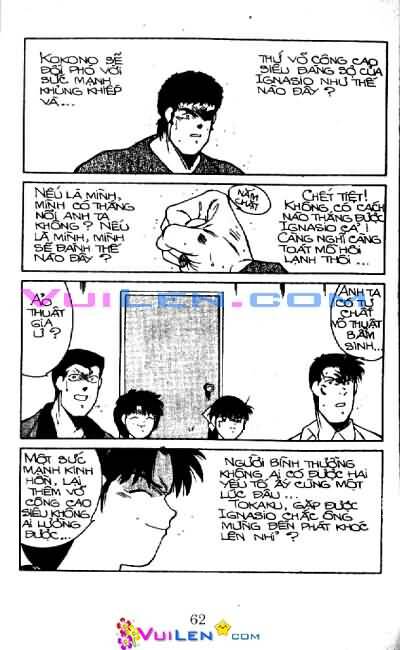 KOKONO SẼ
ĐỐI PHÓ VỚI
SỨC MẠNH
KHỦNG KHIẾP
VÀ...
THỨ VÕ CÔNG CAO
SIÊU ĐÁNG SỢ CỦA
IGNASIO NHƯ THẾ
NÀO ĐÂY ?
NẾU LÀ MÌNH,
MÌNH CÓ THẮNG
NỔI ANH TA
KHÔNG ? NẾU
LÀ MÌNH, MÌNH
SẼ ĐÁNH THẾ
NÀO ĐÂY ?
NẮM
CHẶT
CHẾT TIỆT!
KHÔNG CÓ CÁCH
NÀO THẮNG ĐƯỢC
IGNASIO CẢ !
CÀNG NGHĨ CÀNG
TOÁT MỒ HÔI
LẠNH THÔI ...
VUILEN.COM
ẢO
THUẬT
GIA
Ư ?
ANH TA
CÓ TƯ
CHẤT
VÕ THUẬT
BẨM
SINH...
MỘT SỨC
MẠNH KINH
HỒN, LẠI
THÊM VÕ
CÔNG CAO
SIÊU KHÔNG
AI LƯỜNG
ĐƯỢC...
NGƯỜI BÌNH THƯỜNG
KHÔNG AI CÓ ĐƯỢC HAI
YẾU TỐ ẤY CÙNG MỘT
LÚC ĐÂU ...
TOKAKU, GẶP ĐƯỢC
IGNASIO CHẮC ÔNG
MỪNG ĐẾN PHÁT KHÓC
LÊN NHỈ ?
62
VUILEN.COM